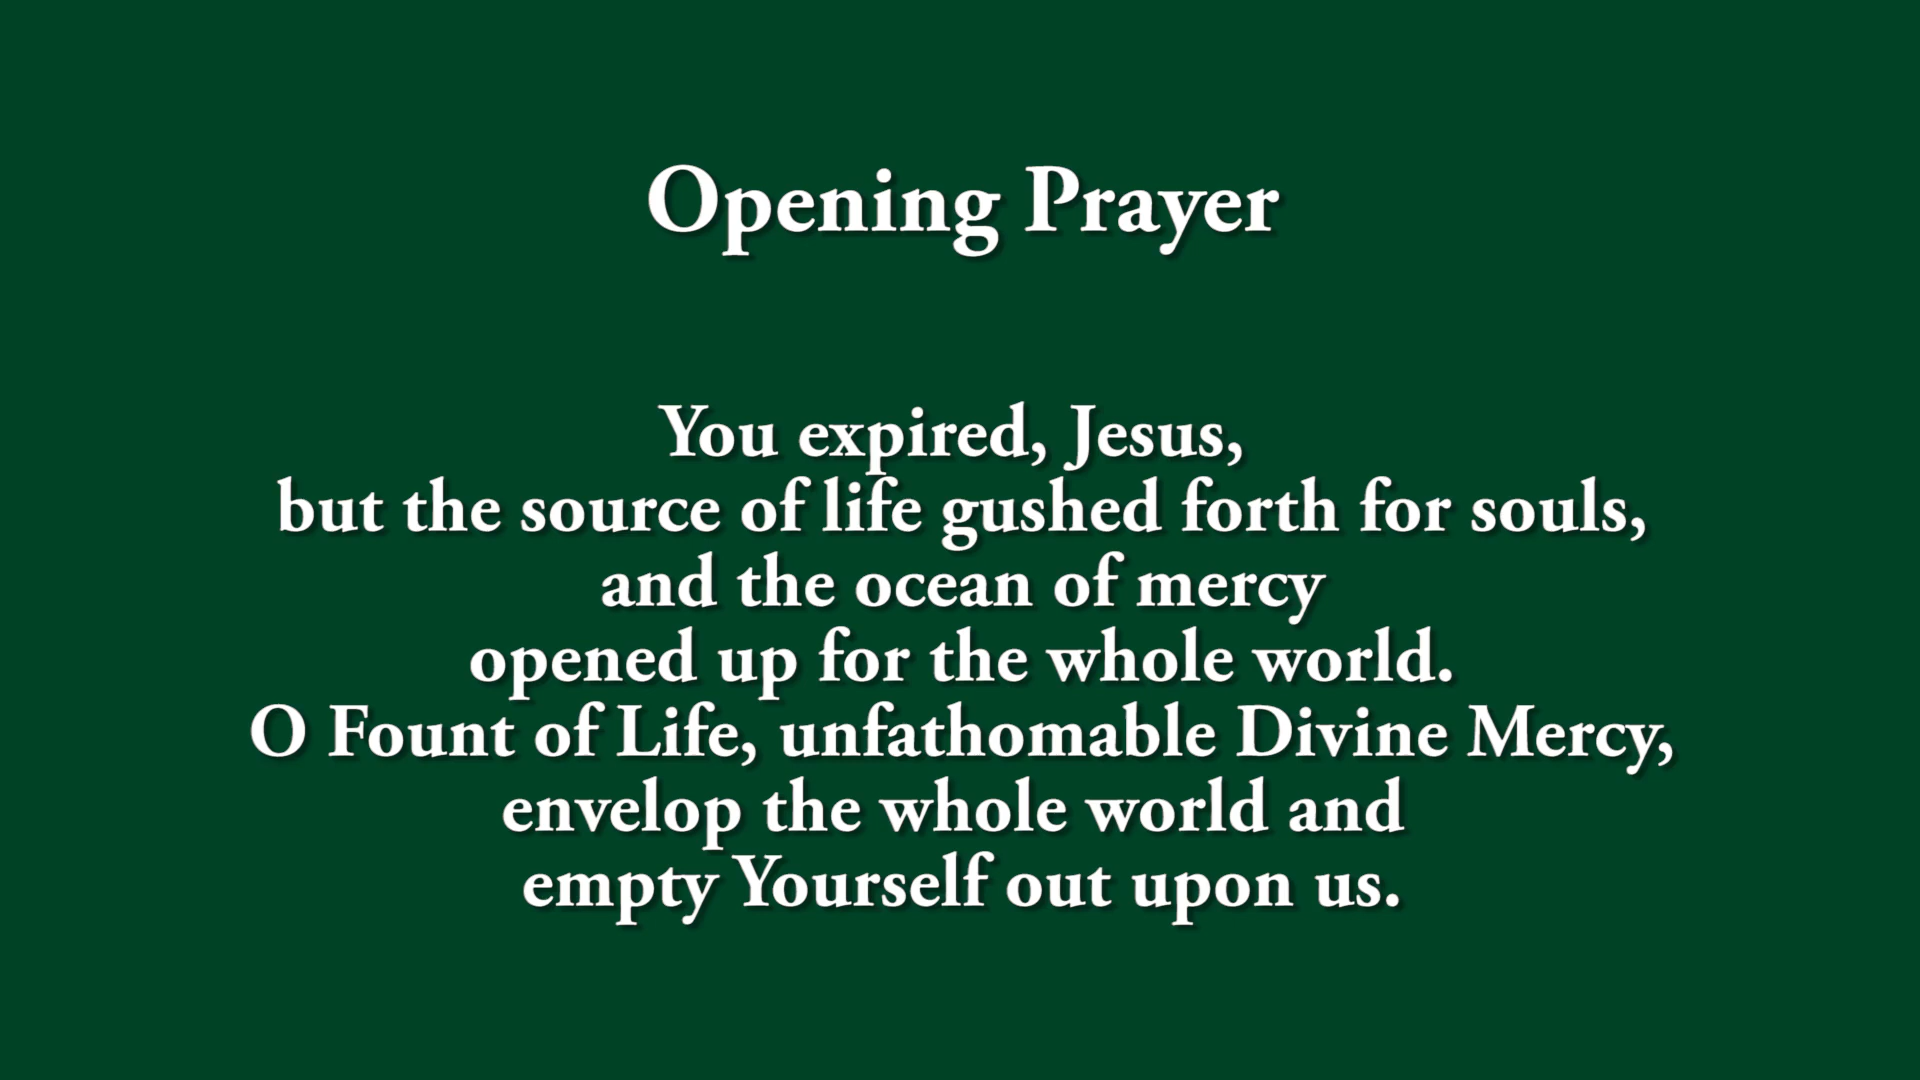 Opening Prayer
You expired, Jesus,
but the source of life gushed forth for souls,
and the ocean of mercy
opened up for the whole world.
O Fount of Life, unfathomable Divine Mercy,
envelop the whole world and
empty Yourself out upon us.